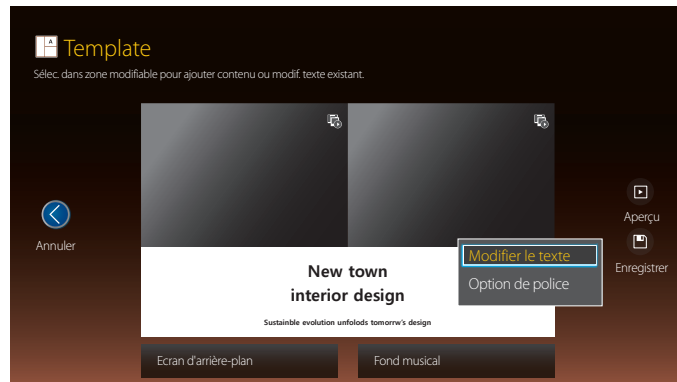 Template
Sélec. dans zone modifiable pour ajouter contenu ou modif. texte existant.
Annuler
New town
interior design
Sustainble evolution unfolods tomorrw's design
Modifier le texte
Option de police
Aperçu
Enregistrer
Ecran d'arrière-plan
Fond musical